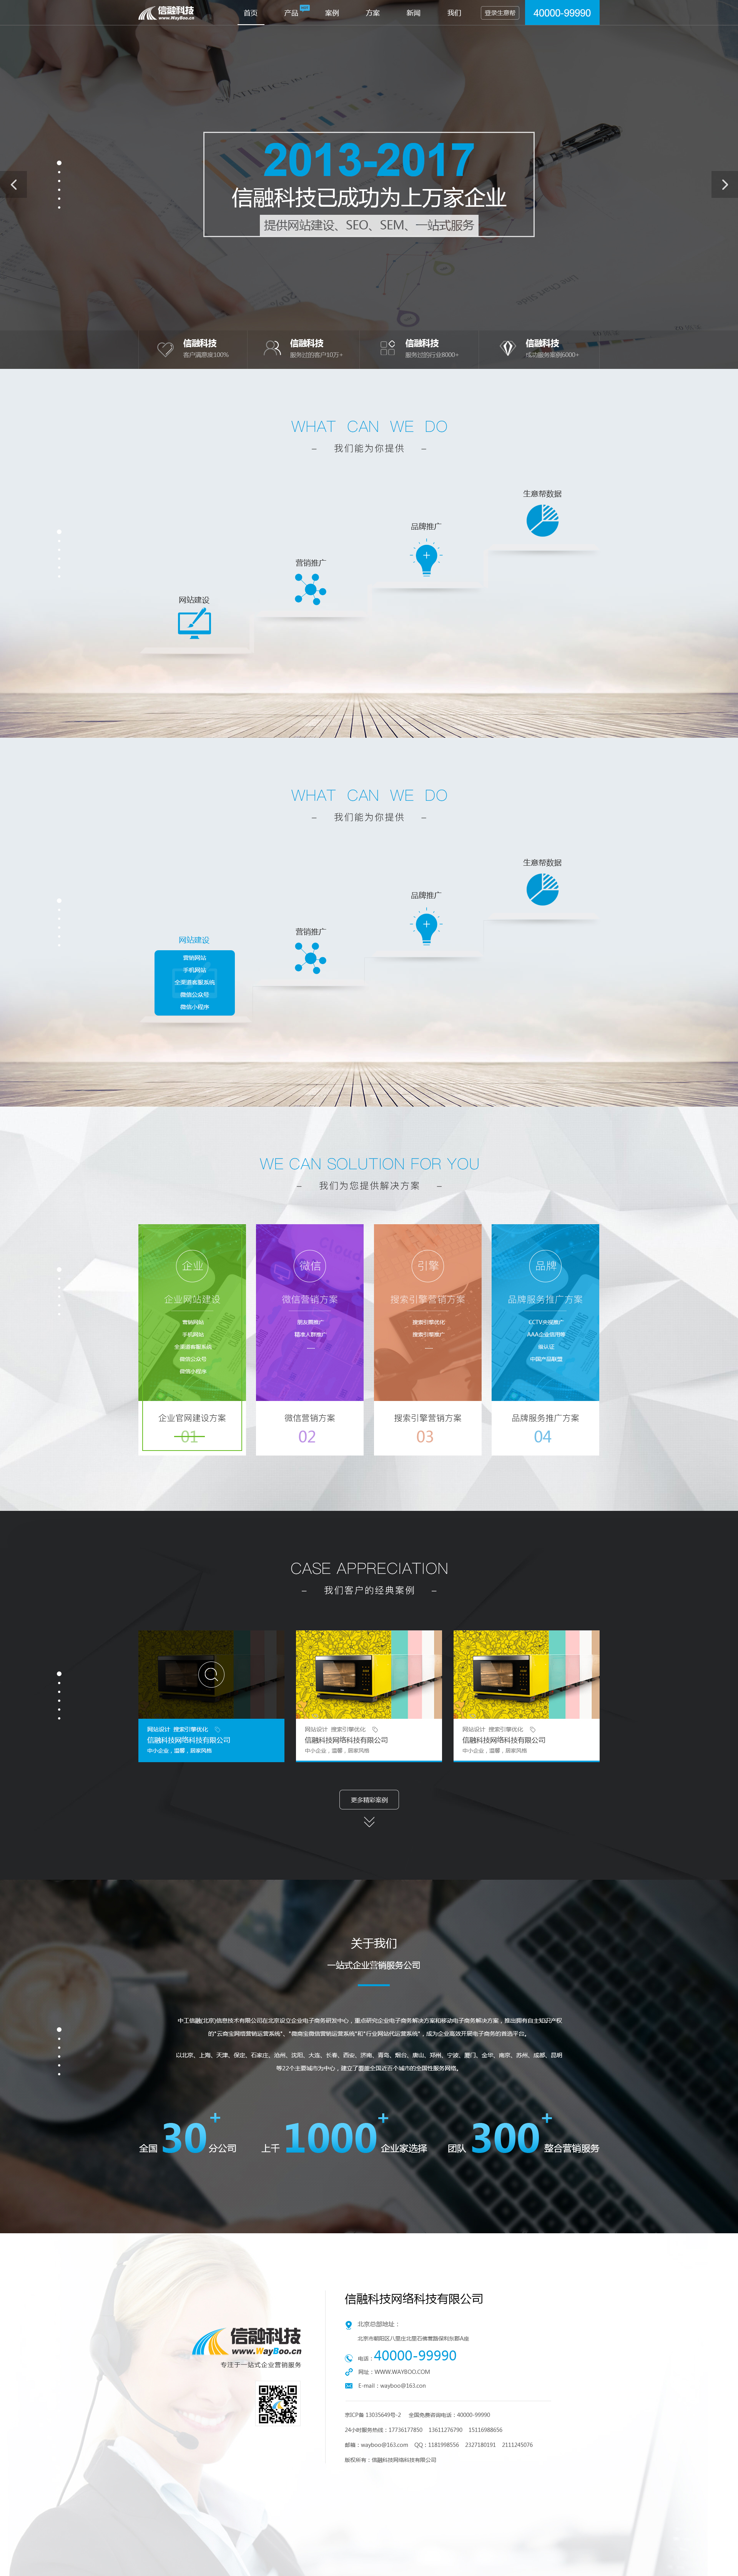 信融科技
www.WayBoo.cn
首页
产品
案例
方案
新闻
我们
登录生意帮
40000-99990
2013-2017
信融科技已成功为上万家企业
提供网站建设、SEO、SEM、一站式服务
信融科技
客户满意度100%
信融科技
服务过的客户10万+
信融科技
服务过的行业8000+
信融科技
成功服务案例5000+
WHAT CAN WE DO
– 我们能为你提供 –
生意帮数据
品牌推广
营销推广
网站建设
WHAT CAN WE DO
– 我们能为你提供 –
生意帮数据
品牌推广
营销推广
网站建设
营销网站
手机网站
全渠道客服系统
微信公众号
微信小程序
WE CAN SOLUTION FOR YOU
– 我们为您提供解决方案 –
企业
企业网站建设
营销网站
手机网站
全渠道客服系统
微信公众号
微信小程序
企业官网建设方案
01
微信
微信营销方案
朋友圈推广
精准人群推广
微信营销方案
02
引擎
搜索引擎营销方案
搜索引擎优化
搜索引擎推广
搜索引擎营销方案
03
品牌
品牌服务推广方案
CCTV央视推广
AAA企业信用等
级认证
中国产品联盟
品牌服务推广方案
04
CASE APPRECIATION
– 我们客户的经典案例 –
网站设计 搜索引擎优化
信融科技网络科技有限公司
中小企业，温馨，居家风格
网站设计 搜索引擎优化
信融科技网络科技有限公司
中小企业，温馨，居家风格
网站设计 搜索引擎优化
信融科技网络科技有限公司
中小企业，温馨，居家风格
更多精彩案例
关于我们
一站式企业营销服务公司
中工信融(北京)信息技术有限公司在北京设立企业电子商务研发中心，重点研究企业电子商务解决方案和移动电子商务解决方案，推出拥有自主知识产权
的"云商宝网络营销运营系统"、"微商宝微信营销运营系统"和"行业网站代运营系统"，成为企业高效开展电子商务的首选平台。
以北京、上海、天津、保定、石家庄、沧州、沈阳、大连、长春、西安、济南、青岛、烟台、唐山、郑州、宁波、厦门、金华、南京、苏州、成都、昆明
等22个主要城市为中心，建立了覆盖全国近百个城市的全国性服务网络。
全国 30+ 分公司
上千 1000+ 企业家选择
团队 300+ 整合营销服务
信融科技
www.WayBoo.cn
专注于一站式企业营销服务
信融科技网络科技有限公司
北京总部地址：
北京市朝阳区八里庄北里石佛营路保利东郡A座
电话：40000-99990
网址：WWW.WAYBOO.COM
E-mail：wayboo@163.con
京ICP备 13035649号-2 全国免费咨询电话：40000-99990
24小时服务热线：17736177850 13611276790 15116988656
邮箱：wayboo@163.com QQ：1181998556 2327180191 2111245076
版权所有：信融科技网络科技有限公司